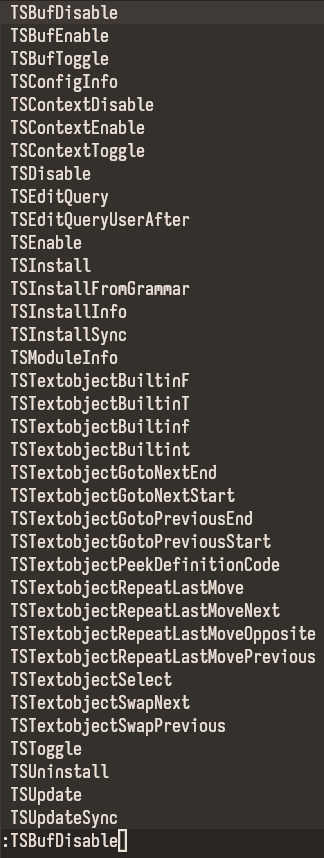 TSBufDisable
TSBufEnable
TSBufToggle
TSConfigInfo
TSContextDisable
TSContextEnable
TSContextToggle
TSDisable
TSEditQuery
TSEditQueryUserAfter
TSEnable
TSInstall
TSInstallFromGrammar
TSInstallInfo
TSInstallSync
TSModuleInfo
TSTextobjectBuiltinF
TSTextobjectBuiltinT
TSTextobjectBuiltinf
TSTextobjectBuiltint
TSTextobjectGotoNextEnd
TSTextobjectGotoNextStart
TSTextobjectGotoPreviousEnd
TSTextobjectGotoPreviousStart
TSTextobjectPeekDefinitionCode
TSTextobjectRepeatLastMove
TSTextobjectRepeatLastMoveNext
TSTextobjectRepeatLastMoveOpposite
TSTextobjectRepeatLastMovePrevious
TSTextobjectSelect
TSTextobjectSwapNext
TSTextobjectSwapPrevious
TSToggle
TSUninstall
TSUpdate
TSUpdateSync
:TSBufDisable